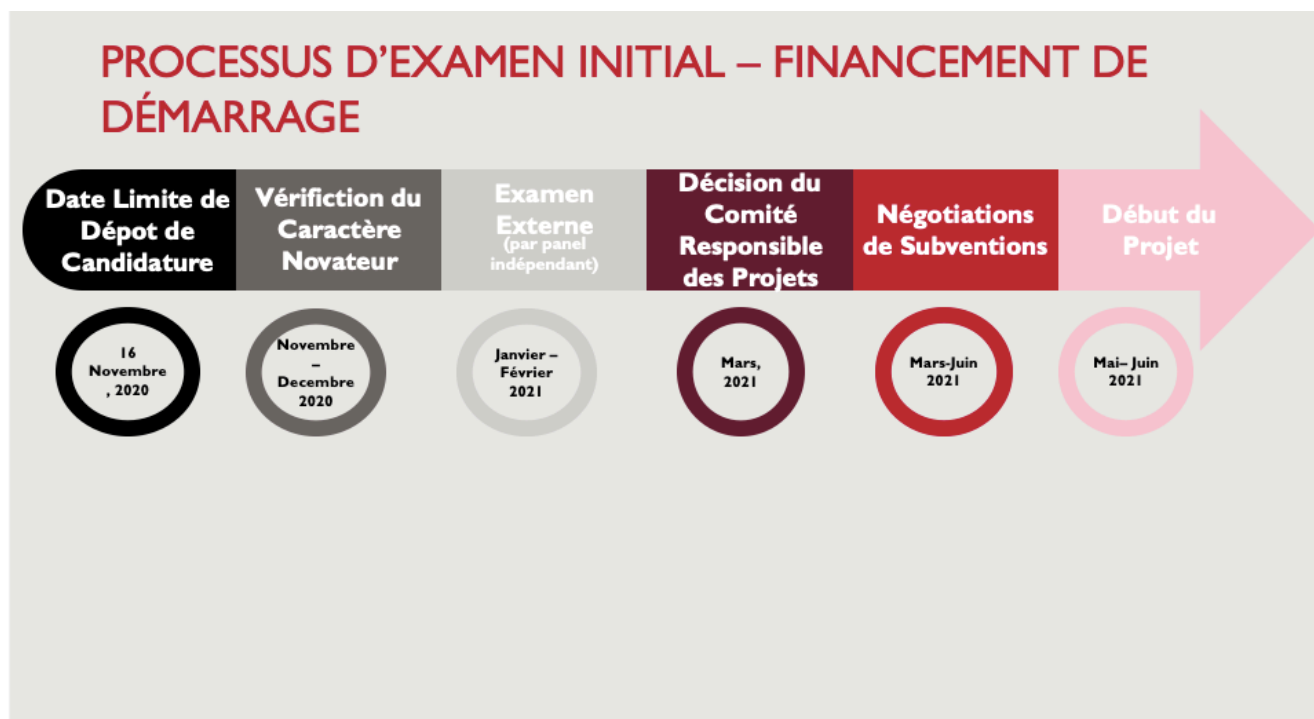 PROCESSUS D'EXAMEN INITIAL – FINANCEMENT DE
DÉMARRAGE
Date Limite de
Dépot de
Candidature
Vérifiction du
Caractère
Novateur
Examen
Externe
(par panel
indépendant)
Décision du
Comité
Responsible
des Projets
Négotiations
de Subventions
Début du
Projet
16
Novembre
, 2020
Novembre
–
Decembre
2020
Janvier –
Février
2021
Mars,
2021
Mars-Juin
2021
Mai– Juin
2021